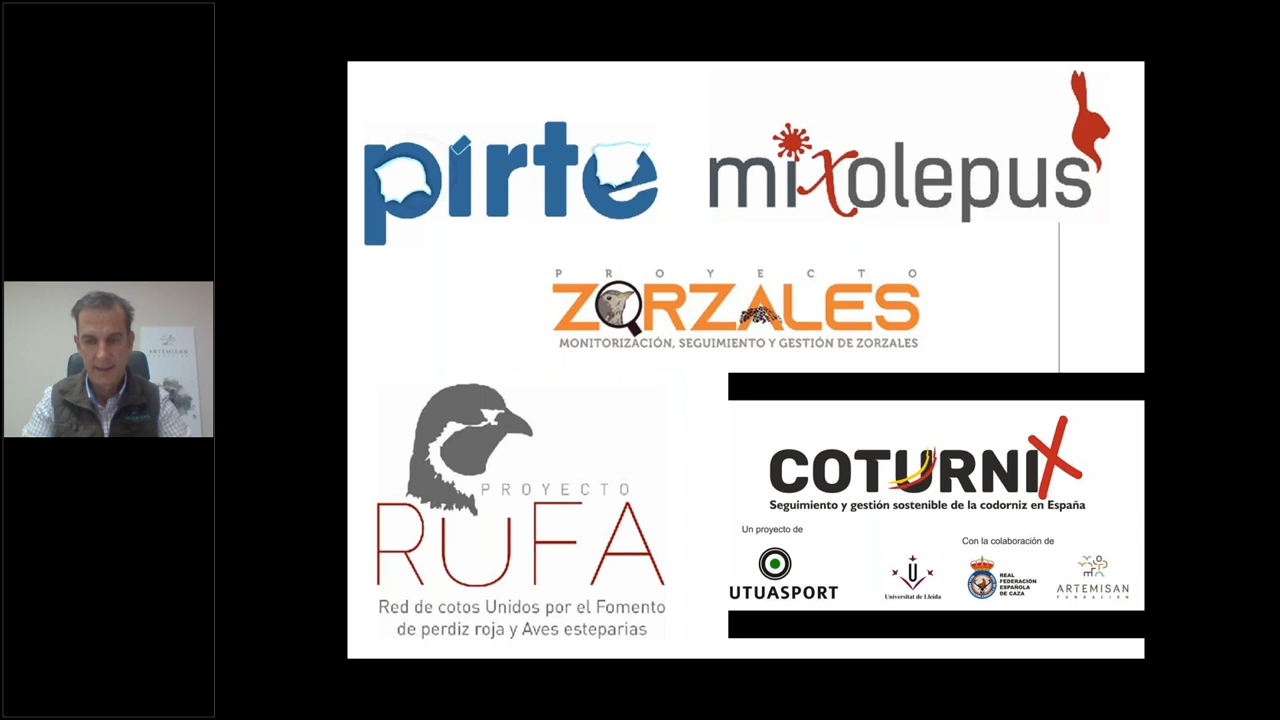 pirte
mixolepus
PROYECTO
ZORZALES
MONITORIZACIÓN, SEGUIMIENTO Y GESTIÓN DE ZORZALES
PROYECTO
RUFA
Red de cotos Unidos por el Fomento
de perdiz roja y Aves esteparias
COTURNIX
Seguimiento y gestión sostenible de la codorniz en España
Un proyecto de
Con la colaboración de
UTUASPORT
Universitat de Lleida
REAL
FEDERACIÓN
ESPAÑOLA
DE CAZA
ARTEMISAN
FUNDACIÓN
ARTEMISAN